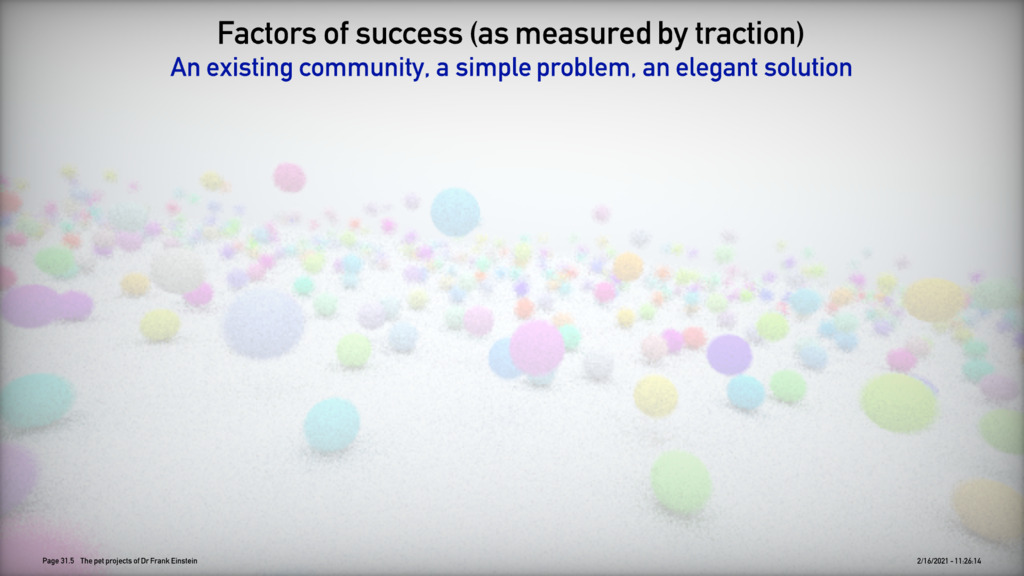 Factors of success (as measured by traction)
An existing community, a simple problem, an elegant solution
Page 31.5 The pet projects of Dr Frank Einstein
2/16/2021 - 11:26:14